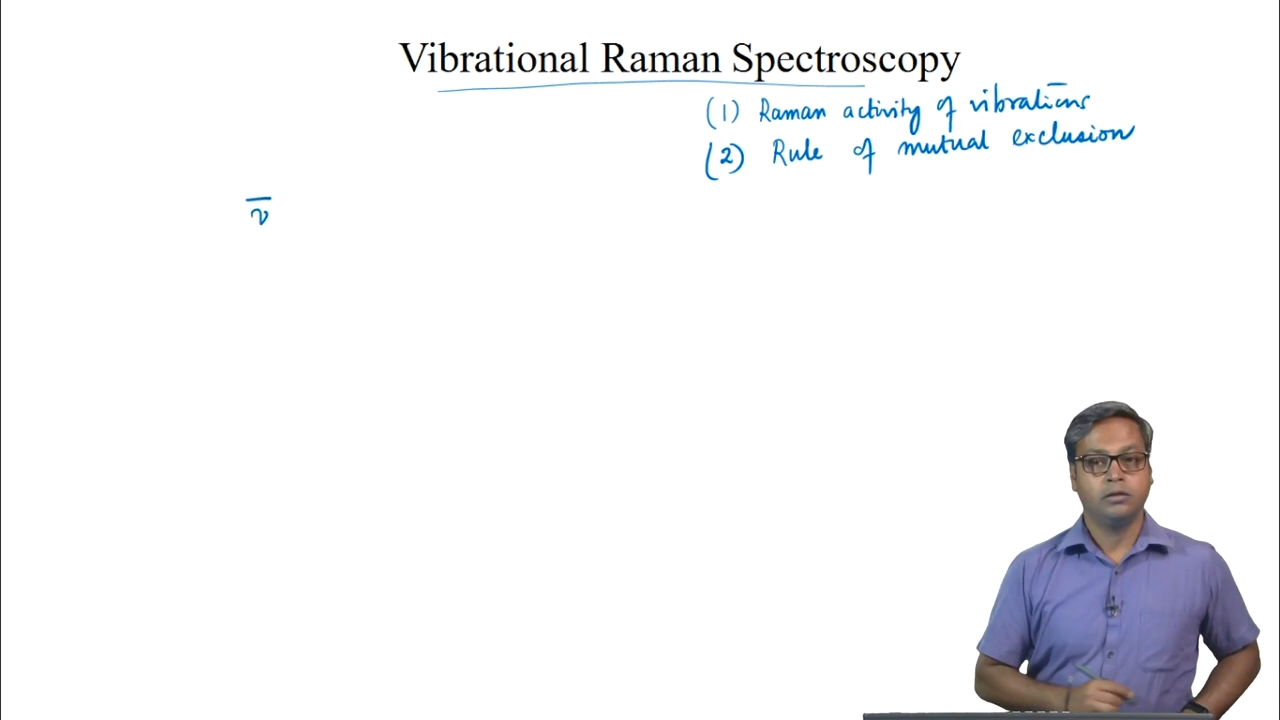 Vibrational Raman Spectroscopy
(1) Raman activity of vibrations
(2) Rule of mutual exclusion
ν̅